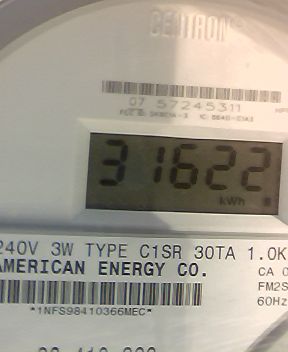 CENTRON
07 57245311
31622
kWh
240V 3W TYPE C1SR 30TA 1.0K
AMERICAN ENERGY CO.
CA 0
FM2S
60Hz
*1NFS98410366MEC*